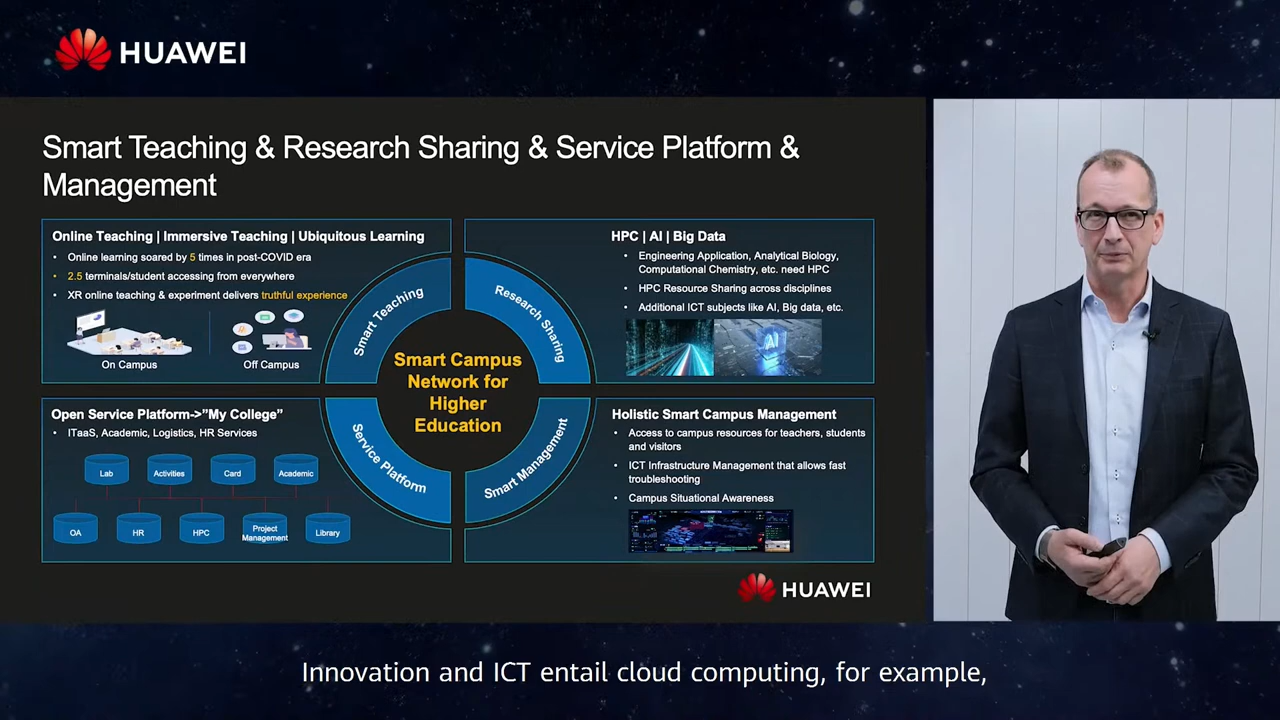 HUAWEI
Smart Teaching & Research Sharing & Service Platform &
Management
Online Teaching | Immersive Teaching | Ubiquitous Learning
• Online learning soared by 5 times in post-COVID era
• 2.5 terminals/student accessing from everywhere
• XR online teaching & experiment delivers truthful experience
On Campus
Off Campus
HPC | AI | Big Data
• Engineering Application, Analytical Biology,
Computational Chemistry, etc. need HPC
• HPC Resource Sharing across disciplines
• Additional ICT subjects like AI, Big data, etc.
AI
Smart Teaching
Research Sharing
Smart Campus
Network for
Higher
Education
Service Platform
Smart Management
Open Service Platform->”My College”
• ITaaS, Academic, Logistics, HR Services
Lab
Activities
Card
Academic
OA
HR
HPC
Project
Management
Library
Holistic Smart Campus Management
• Access to campus resources for teachers, students
and visitors
• ICT Infrastructure Management that allows fast
troubleshooting
• Campus Situational Awareness
HUAWEI
Innovation and ICT entail cloud computing, for example,